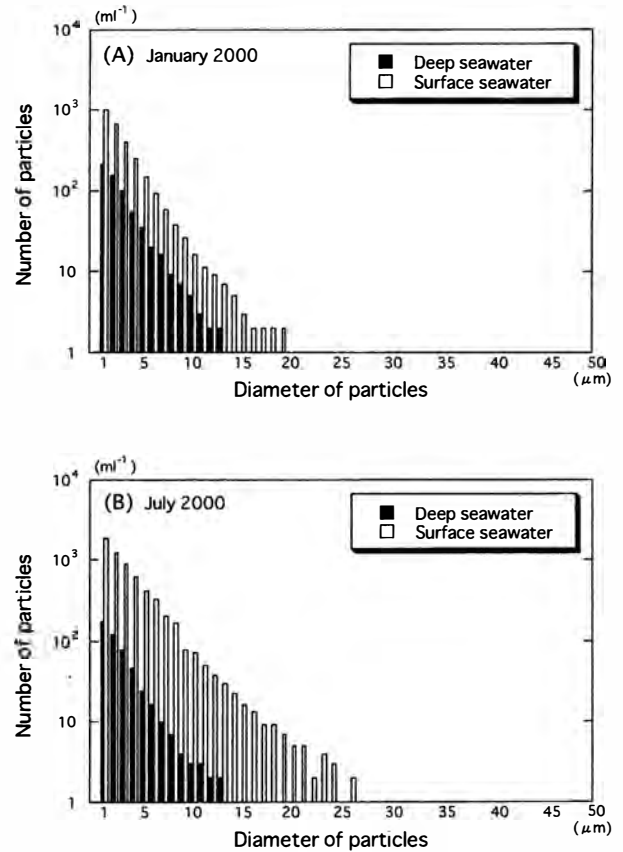 (ml⁻¹)
10⁴
(A) January 2000
Deep seawater
Surface seawater
10³
10²
10
1
Number of particles
1 5 10 15 20 25 30 35 40 45 50
(μm)
Diameter of particles
(ml⁻¹)
10⁴
(B) July 2000
Deep seawater
Surface seawater
10³
10²
10
1
Number of particles
1 5 10 15 20 25 30 35 40 45 50
(μm)
Diameter of particles